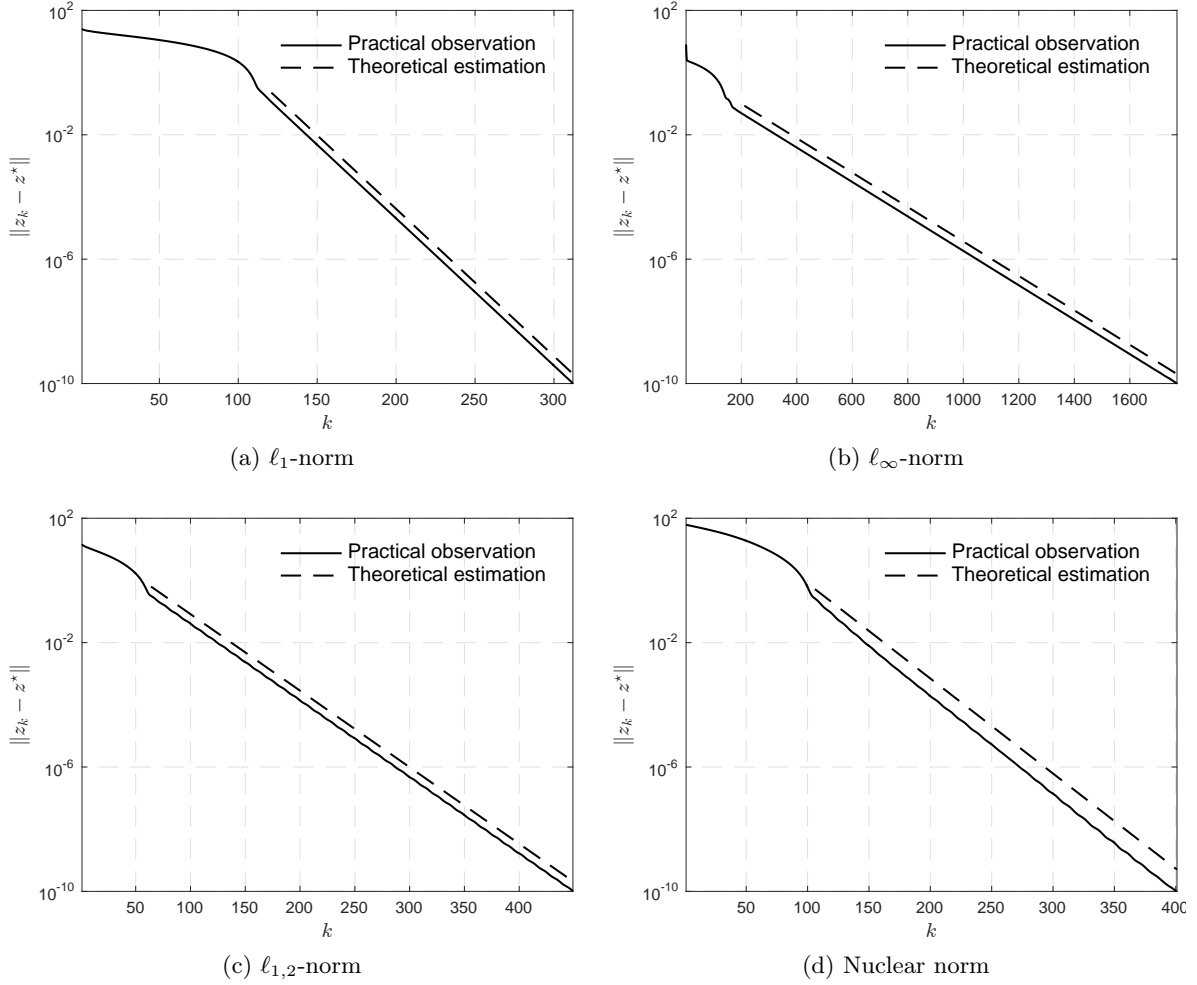 10^2
Practical observation
Theoretical estimation
10^-2
‖z_k − z^⋆‖
10^-6
10^-10
50 100 150 200 250 300
k
(a) ℓ_1-norm
10^2
Practical observation
Theoretical estimation
10^-2
‖z_k − z^⋆‖
10^-6
10^-10
200 400 600 800 1000 1200 1400 1600
k
(b) ℓ_∞-norm
10^2
Practical observation
Theoretical estimation
10^-2
‖z_k − z^⋆‖
10^-6
10^-10
50 100 150 200 250 300 350 400
k
(c) ℓ_{1,2}-norm
10^2
Practical observation
Theoretical estimation
10^-2
‖z_k − z^⋆‖
10^-6
10^-10
50 100 150 200 250 300 350 400
k
(d) Nuclear norm